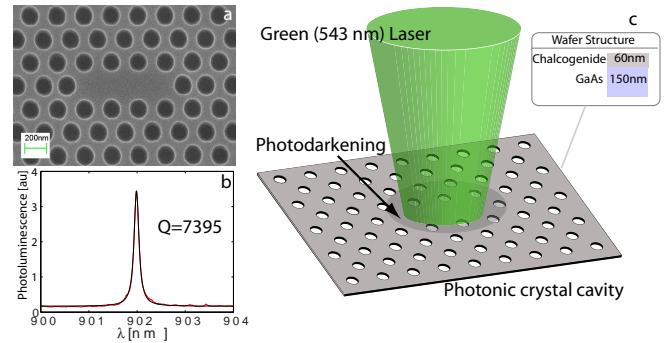 a
200nm
b
Photoluminescence [au]
4
3
2
1
0
Q=7395
900 901 902 903 904
λ [nm]
Green (543 nm) Laser
Photodarkening
Photonic crystal cavity
c
Wafer Structure
Chalcogenide 60nm
GaAs 150nm